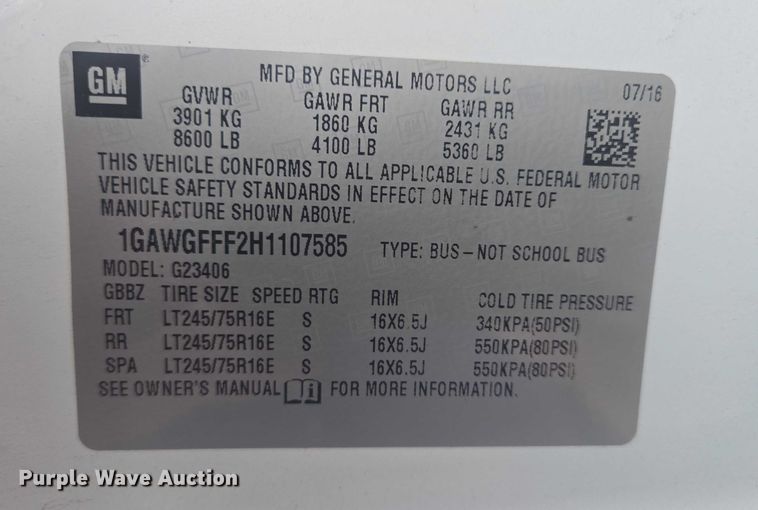 GM
MFD BY GENERAL MOTORS LLC
07/16
GVWR GAWR FRT GAWR RR
3901 KG 1860 KG 2431 KG
8600 LB 4100 LB 5360 LB
THIS VEHICLE CONFORMS TO ALL APPLICABLE U.S. FEDERAL MOTOR
VEHICLE SAFETY STANDARDS IN EFFECT ON THE DATE OF
MANUFACTURE SHOWN ABOVE.
1GAWGFFF2H1107585 TYPE: BUS-NOT SCHOOL BUS
MODEL: G23406
GBBZ TIRE SIZE SPEED RTG RIM COLD TIRE PRESSURE
FRT LT245/75R16E S 16X6.5J 340KPA(50PSI)
RR LT245/75R16E S 16X6.5J 550KPA(80PSI)
SPA LT245/75R16E S 16X6.5J 550KPA(80PSI)
SEE OWNER'S MANUAL FOR MORE INFORMATION.
Purple Wave Auction